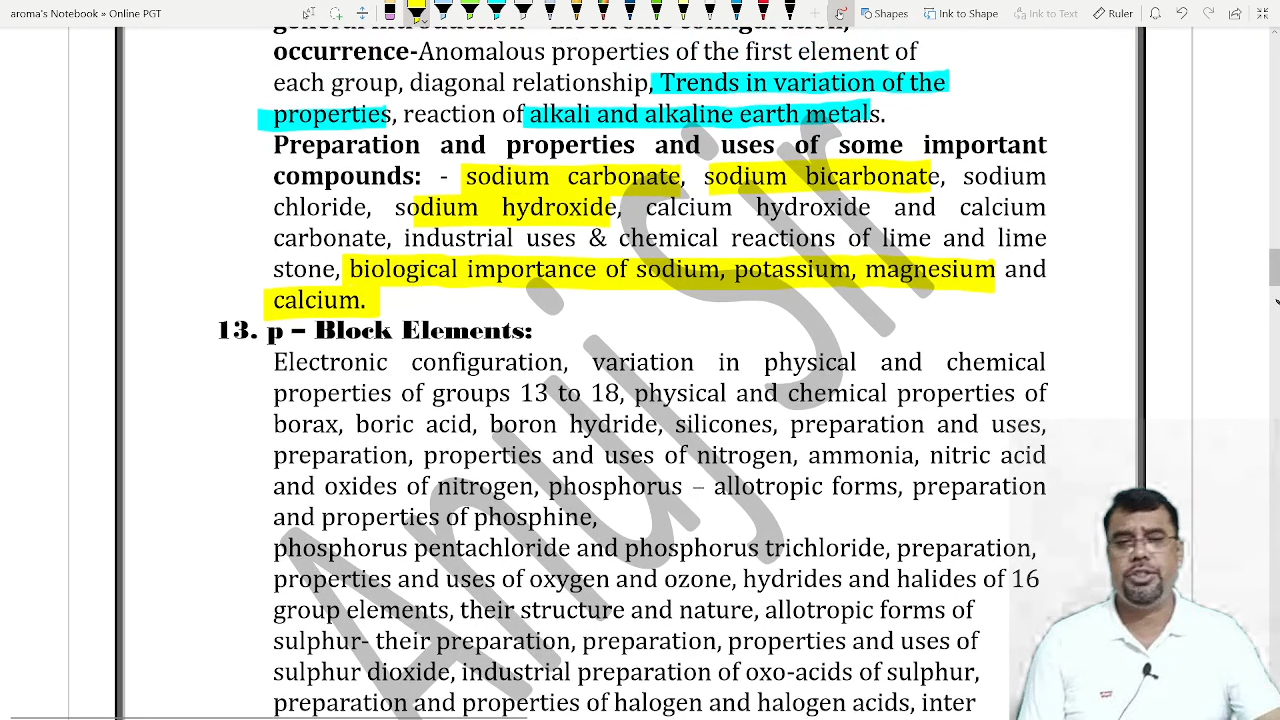 aroma's Notebook » Online
Shapes
Ink to Shape
Ink to Text
Ruler
general introduction - Electronic configuration,
occurrence-Anomalous properties of the first element of
each group, diagonal relationship, Trends in variation of the
properties, reaction of alkali and alkaline earth metals.
Preparation and properties and uses of some important
compounds: - sodium carbonate, sodium bicarbonate, sodium
chloride, sodium hydroxide, calcium hydroxide and calcium
carbonate, industrial uses & chemical reactions of lime and lime
stone, biological importance of sodium, potassium, magnesium and
calcium.
13. p – Block Elements:
Electronic configuration, variation in physical and chemical
properties of groups 13 to 18, physical and chemical properties of
borax, boric acid, boron hydride, silicones, preparation and uses,
preparation, properties and uses of nitrogen, ammonia, nitric acid
and oxides of nitrogen, phosphorus – allotropic forms, preparation
and properties of phosphine,
phosphorus pentachloride and phosphorus trichloride, preparation,
properties and uses of oxygen and ozone, hydrides and halides of 16
group elements, their structure and nature, allotropic forms of
sulphur- their preparation, preparation, properties and uses of
sulphur dioxide, industrial preparation of oxo-acids of sulphur,
preparation and properties of halogen and halogen acids, inter
Anuj Sir